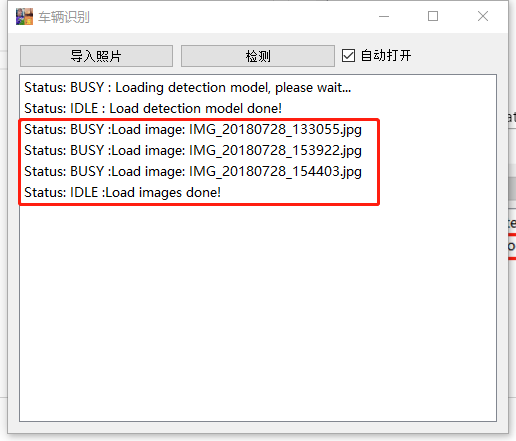 车辆识别
导入照片 检测 自动打开
Status: BUSY : Loading detection model, please wait...
Status: IDLE : Load detection model done!
Status: BUSY :Load image: IMG_20180728_133055.jpg
Status: BUSY :Load image: IMG_20180728_153922.jpg
Status: BUSY :Load image: IMG_20180728_154403.jpg
Status: IDLE :Load images done!